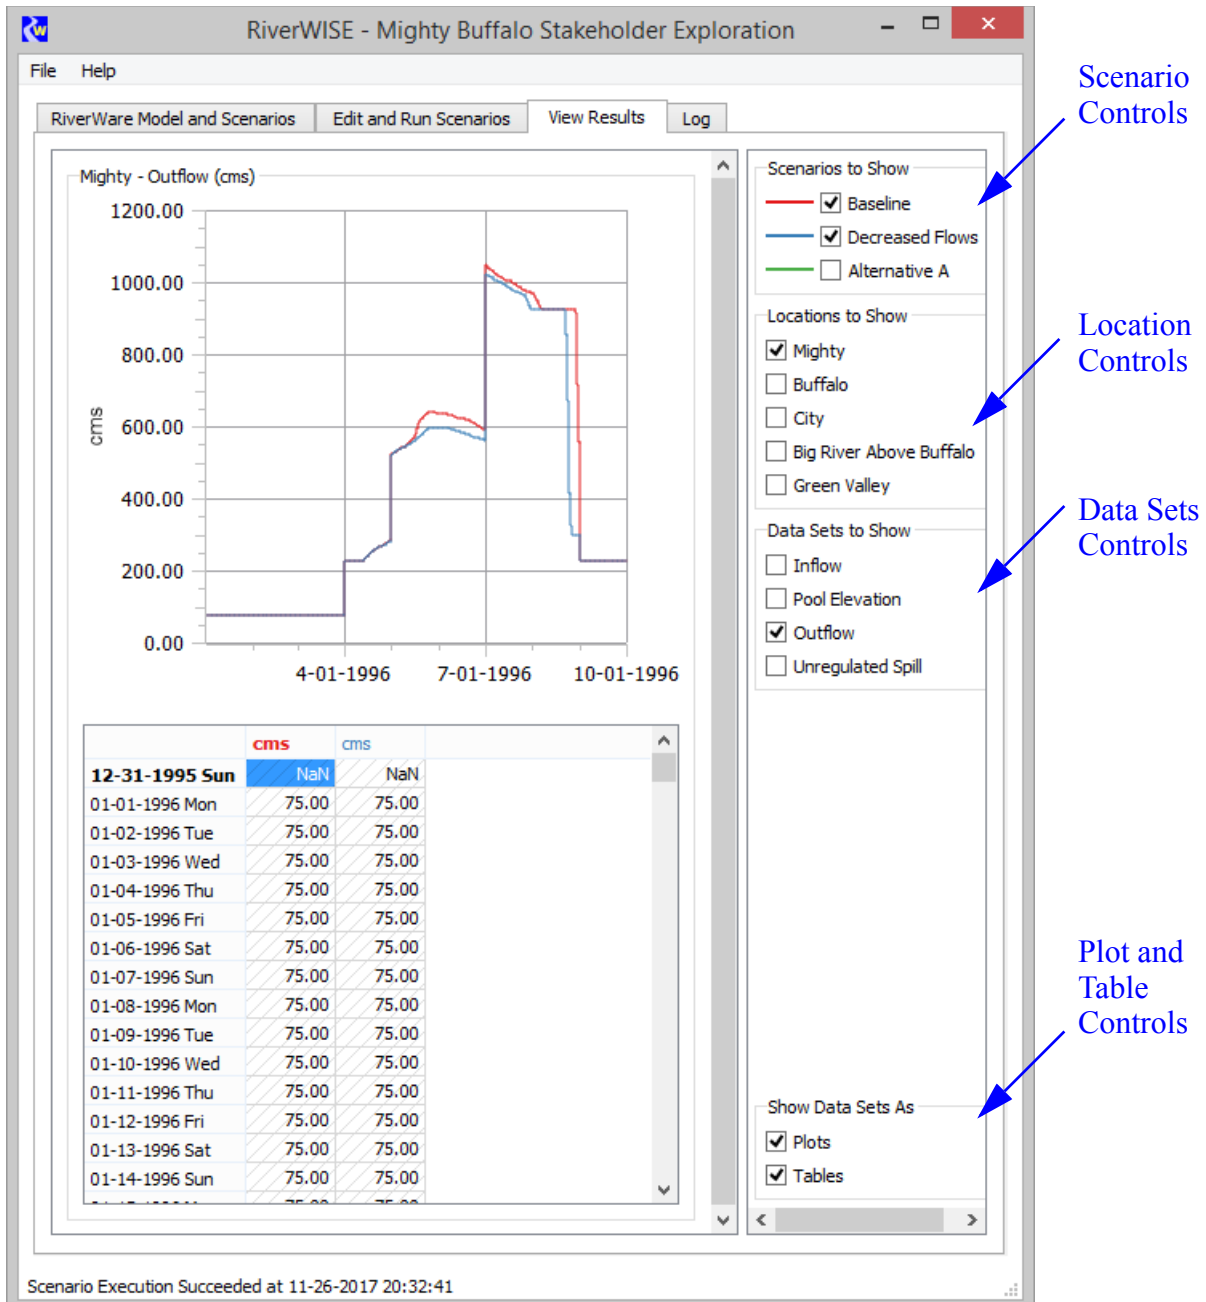 RiverWISE - Mighty Buffalo Stakeholder Exploration
File Help
RiverWare Model and Scenarios Edit and Run Scenarios View Results Log
Mighty - Outflow (cms)
1200.00
1000.00
800.00
600.00
400.00
200.00
0.00
cms
4-01-1996 7-01-1996 10-01-1996
cms cms
12-31-1995 Sun NaN NaN
01-01-1996 Mon 75.00 75.00
01-02-1996 Tue 75.00 75.00
01-03-1996 Wed 75.00 75.00
01-04-1996 Thu 75.00 75.00
01-05-1996 Fri 75.00 75.00
01-06-1996 Sat 75.00 75.00
01-07-1996 Sun 75.00 75.00
01-08-1996 Mon 75.00 75.00
01-09-1996 Tue 75.00 75.00
01-10-1996 Wed 75.00 75.00
01-11-1996 Thu 75.00 75.00
01-12-1996 Fri 75.00 75.00
01-13-1996 Sat 75.00 75.00
01-14-1996 Sun 75.00 75.00
Scenarios to Show
Baseline
Decreased Flows
Alternative A
Locations to Show
Mighty
Buffalo
City
Big River Above Buffalo
Green Valley
Data Sets to Show
Inflow
Pool Elevation
Outflow
Unregulated Spill
Show Data Sets As
Plots
Tables
Scenario Execution Succeeded at 11-26-2017 20:32:41
Scenario
Controls
Location
Controls
Data Sets
Controls
Plot and
Table
Controls